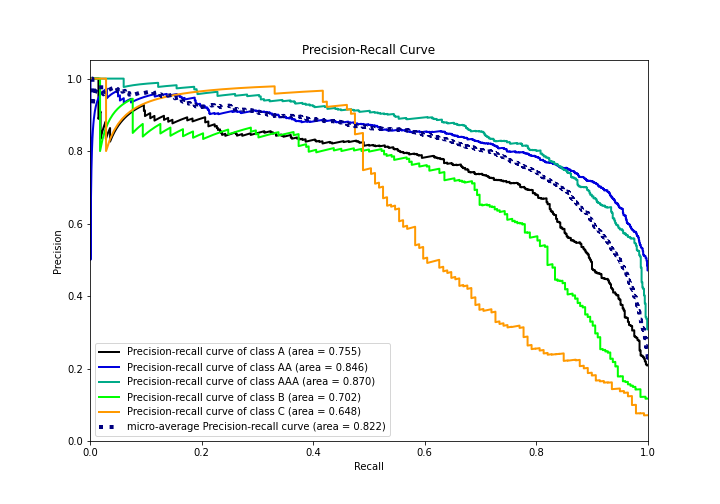 Precision-Recall Curve
1.0
0.8
0.6
0.4
0.2
0.0
Precision
Precision-recall curve of class A (area = 0.755)
Precision-recall curve of class AA (area = 0.846)
Precision-recall curve of class AAA (area = 0.870)
Precision-recall curve of class B (area = 0.702)
Precision-recall curve of class C (area = 0.648)
micro-average Precision-recall curve (area = 0.822)
0.0 0.2 0.4 0.6 0.8 1.0
Recall